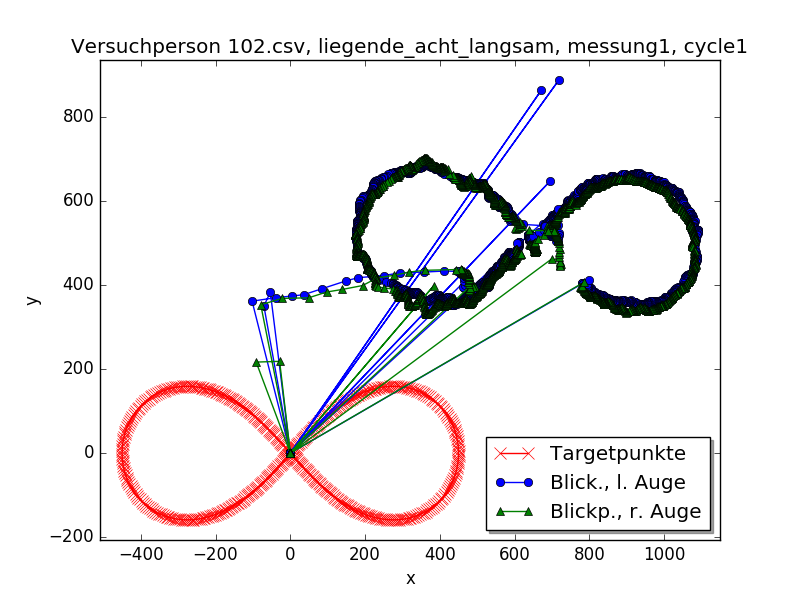 Versuchperson 102.csv, liegende_acht_langsam, messung1, cycle1
y
800
600
400
200
0
−200
−400
−200
0
200
400
600
800
1000
x
Targetpunkte
Blick., l. Auge
Blickp., r. Auge